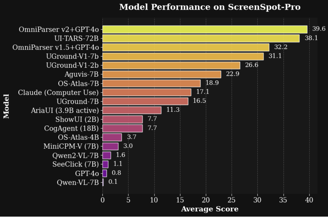 Model Performance on ScreenSpot-Pro
OmniParser v2+GPT-4o 39.6
UI-TARS-72B 38.1
OmniParser v1.5+GPT-4o 32.2
UGround-V1-7b 31.1
UGround-V1-2b 26.6
Aguvis-7B 22.9
OS-Atlas-7B 18.9
Claude (Computer Use) 17.1
UGround-7B 16.5
AriaUI (3.9B active) 11.3
ShowUI (2B) 7.7
CogAgent (18B) 7.7
OS-Atlas-4B 3.7
MiniCPM-V (7B) 3.0
Qwen2-VL-7B 1.6
SeeClick (7B) 1.1
GPT-4o 0.8
Qwen-VL-7B 0.1
0 5 10 15 20 25 30 35 40
Average Score
Model